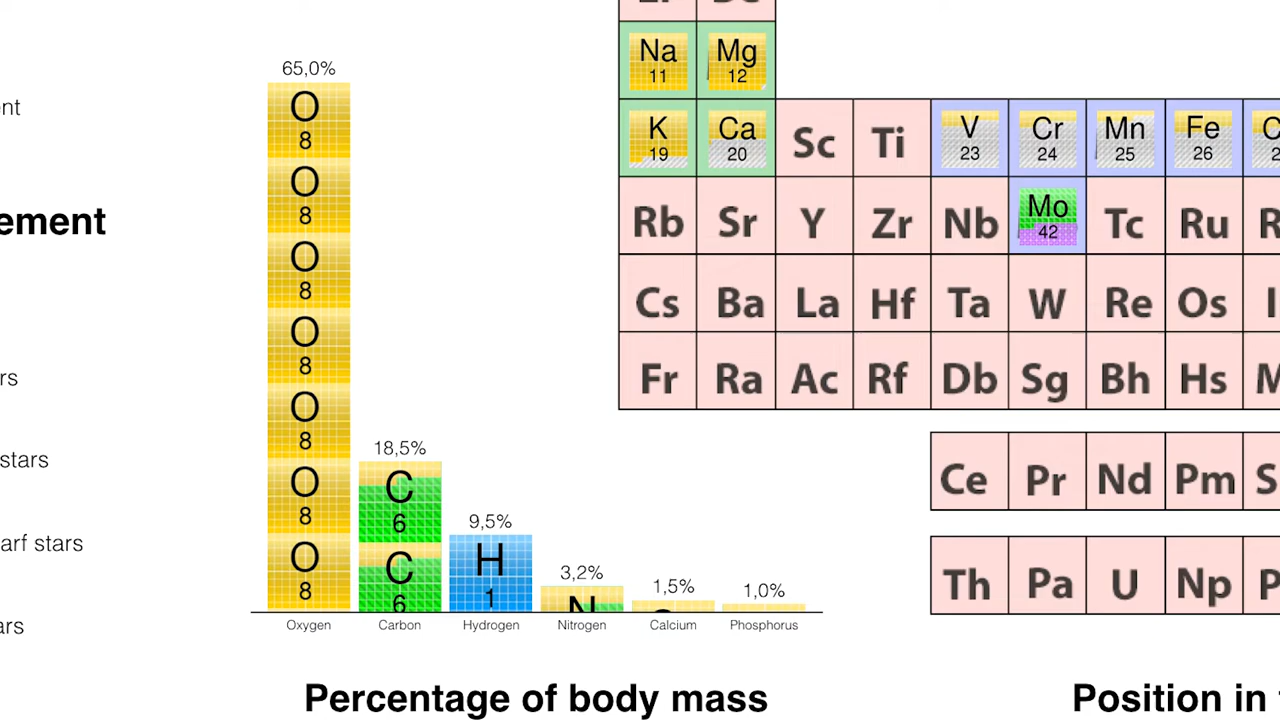 65,0%
O
8
O
8
O
8
O
8
O
8
O
8
O
8
18,5%
C
6
C
6
9,5%
H
1
3,2%
N
1,5%
1,0%
Oxygen Carbon Hydrogen Nitrogen Calcium Phosphorus
Percentage of body mass
ent
ement
rs
stars
arf stars
ars
Na Mg
11 12
K Ca Sc Ti V Cr Mn Fe C
19 20 23 24 25 26 2
Rb Sr Y Zr Nb Mo Tc Ru R
42
Cs Ba La Hf Ta W Re Os I
Fr Ra Ac Rf Db Sg Bh Hs M
Ce Pr Nd Pm S
Th Pa U Np P
Position in